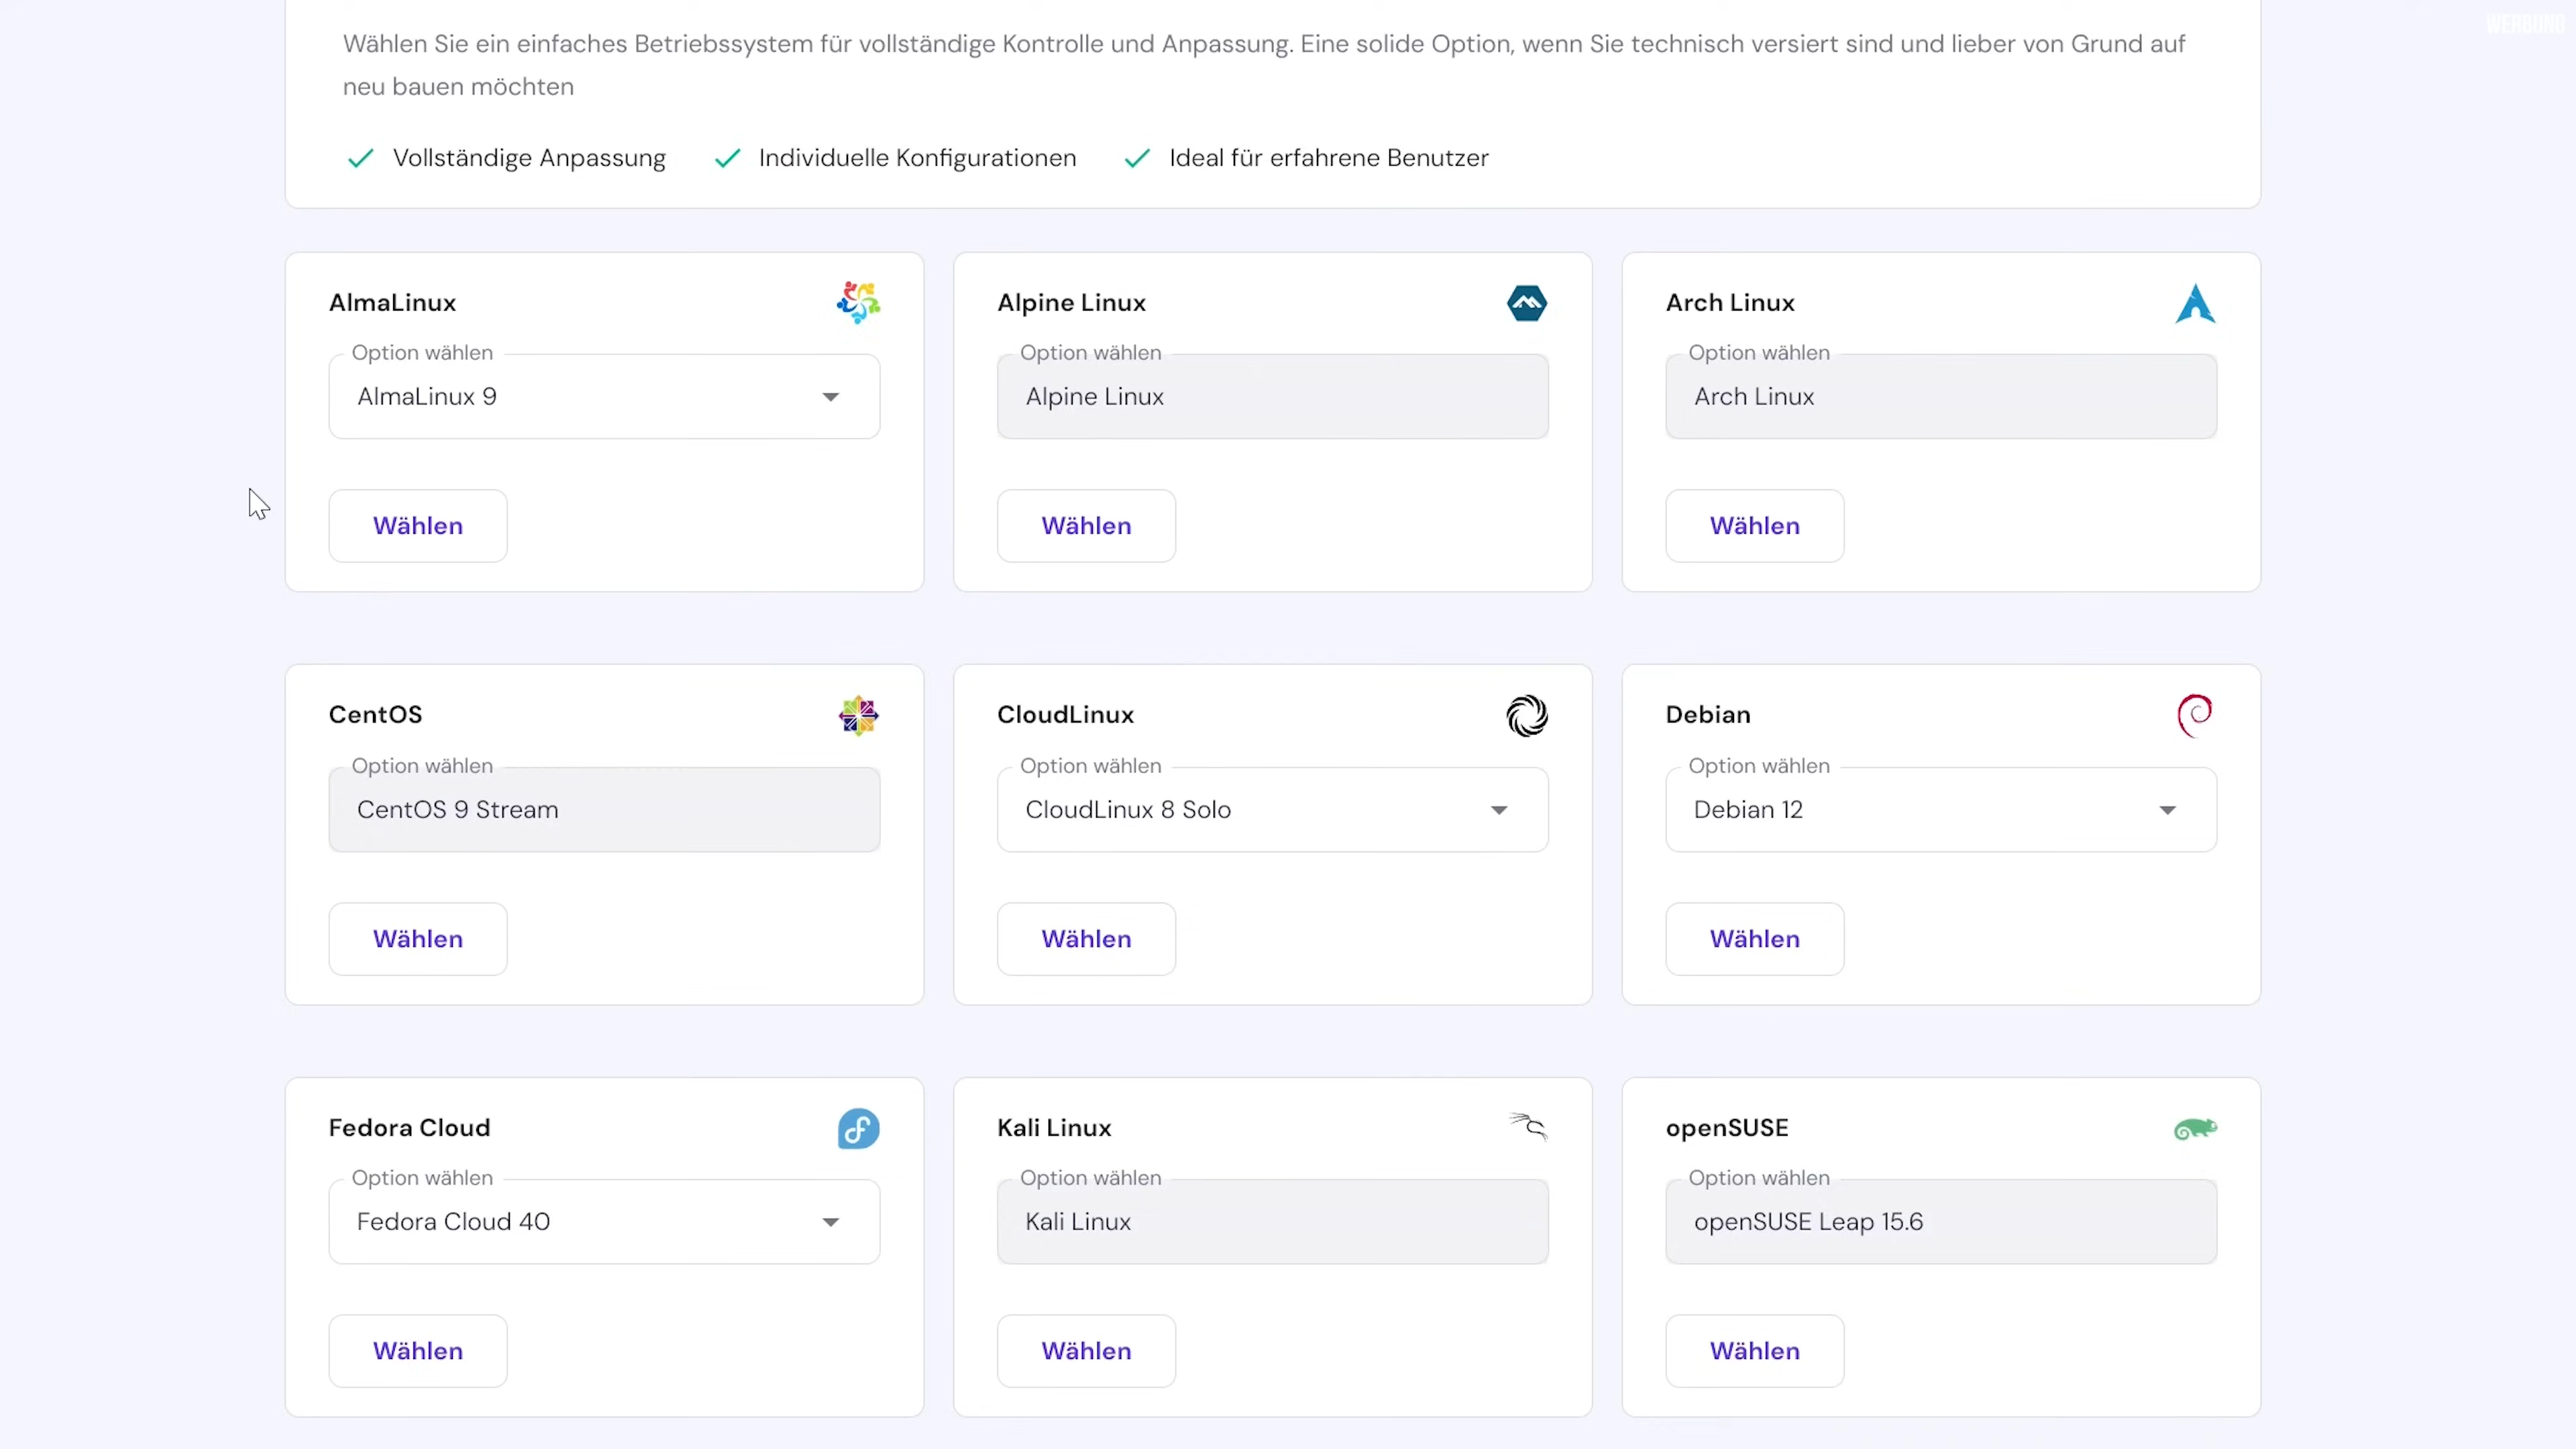 WERBUNG
Wählen Sie ein einfaches Betriebssystem für vollständige Kontrolle und Anpassung. Eine solide Option, wenn Sie technisch versiert sind und lieber von Grund auf
neu bauen möchten
Vollständige Anpassung Individuelle Konfigurationen Ideal für erfahrene Benutzer
AlmaLinux
Option wählen
AlmaLinux 9
Wählen
Alpine Linux
Option wählen
Alpine Linux
Wählen
Arch Linux
Option wählen
Arch Linux
Wählen
CentOS
Option wählen
CentOS 9 Stream
Wählen
CloudLinux
Option wählen
CloudLinux 8 Solo
Wählen
Debian
Option wählen
Debian 12
Wählen
Fedora Cloud
Option wählen
Fedora Cloud 40
Wählen
Kali Linux
Option wählen
Kali Linux
Wählen
openSUSE
Option wählen
openSUSE Leap 15.6
Wählen